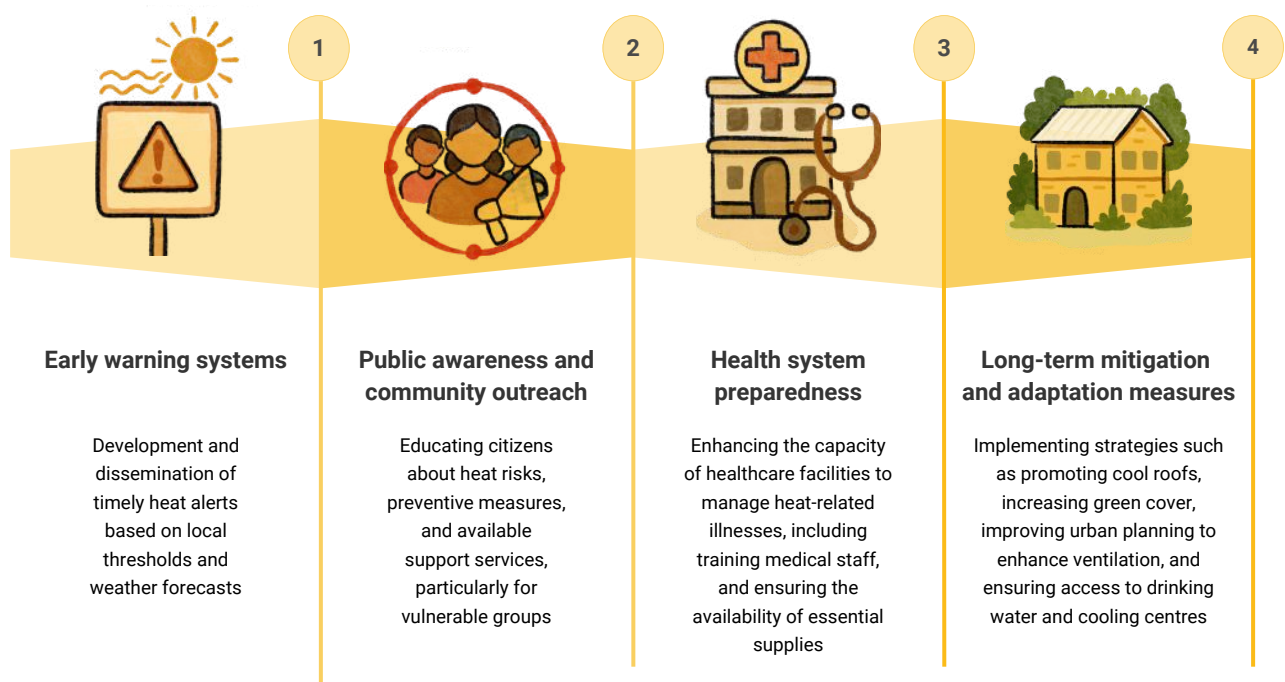 1
2
3
4
Early warning systems
Development and
dissemination of
timely heat alerts
based on local
thresholds and
weather forecasts
Public awareness and
community outreach
Educating citizens
about heat risks,
preventive measures,
and available
support services,
particularly for
vulnerable groups
Health system
preparedness
Enhancing the capacity
of healthcare facilities to
manage heat-related
illnesses, including
training medical staff,
and ensuring the
availability of essential
supplies
Long-term mitigation
and adaptation measures
Implementing strategies such
as promoting cool roofs,
increasing green cover,
improving urban planning to
enhance ventilation, and
ensuring access to drinking
water and cooling centres